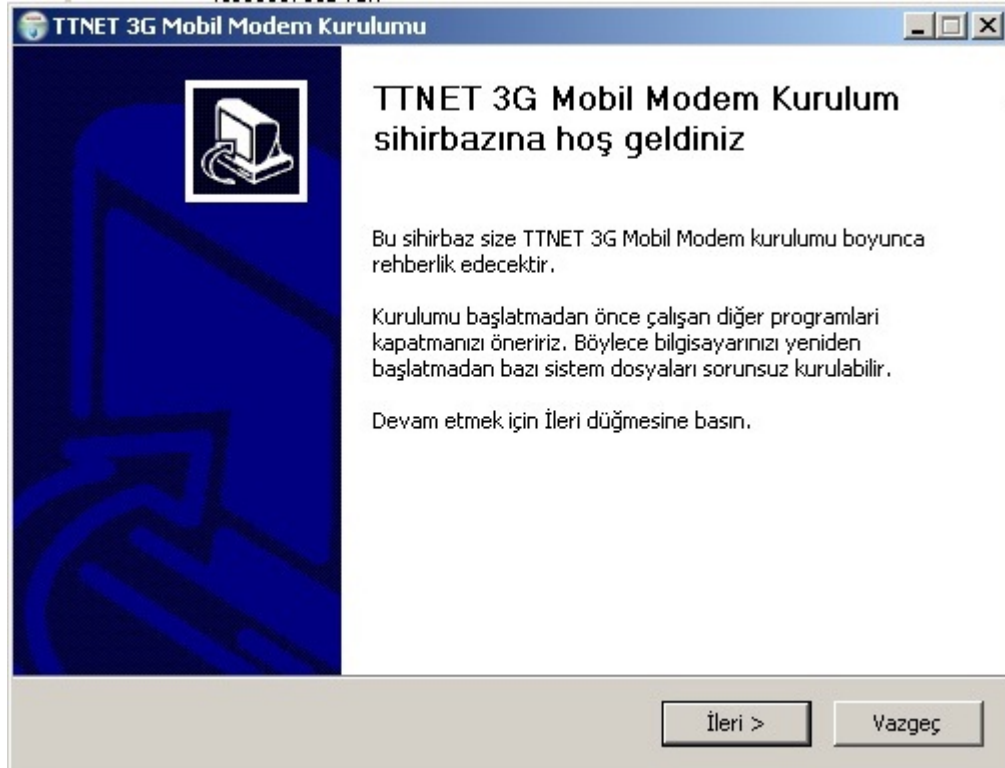 TTNET 3G Mobil Modem Kurulumu
TTNET 3G Mobil Modem Kurulum
sihirbazına hoş geldiniz
Bu sihirbaz size TTNET 3G Mobil Modem kurulumu boyunca
rehberlik edecektir.
Kurulumu başlatmadan önce çalışan diğer programlari
kapatmanızı öneririz. Böylece bilgisayarınızı yeniden
başlatmadan bazı sistem dosyaları sorunsuz kurulabilir.
Devam etmek için İleri düğmesine basın.
İleri >
Vazgeç